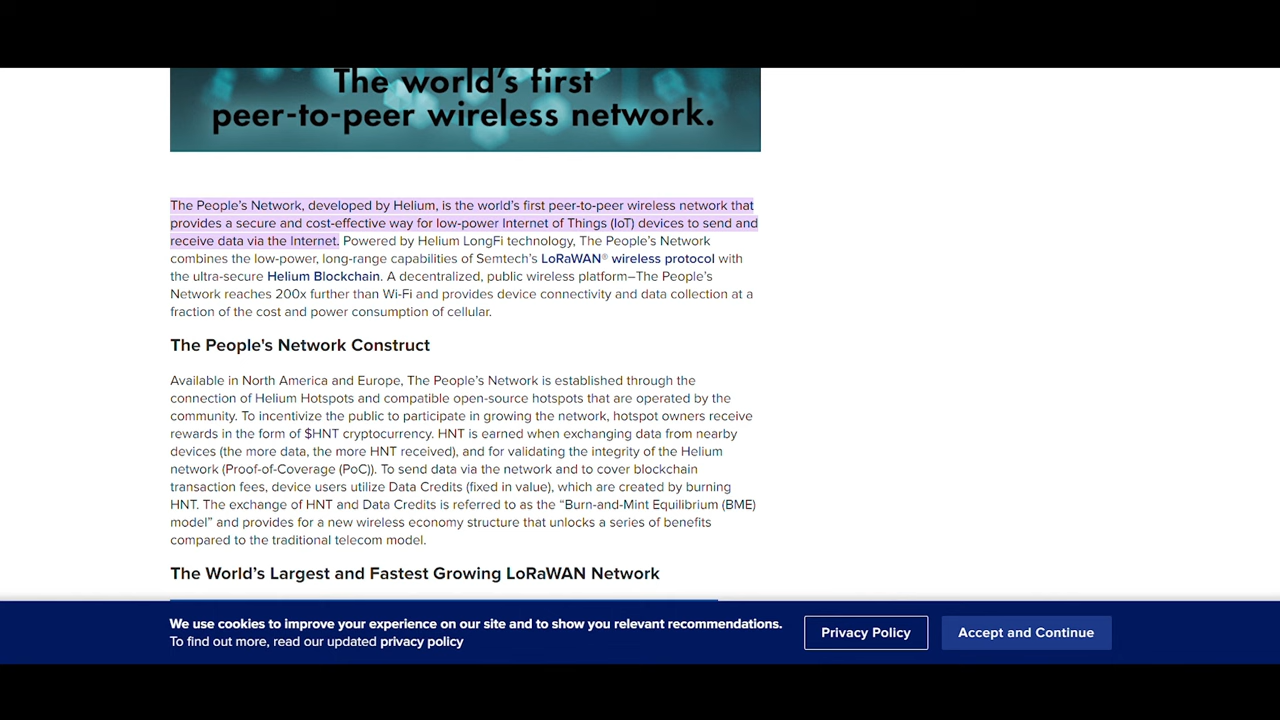 The world's first
peer-to-peer wireless network.
The People's Network, developed by Helium, is the world's first peer-to-peer wireless network that
provides a secure and cost-effective way for low-power Internet of Things (IoT) devices to send and
receive data via the Internet. Powered by Helium LongFi technology, The People's Network
combines the low-power, long-range capabilities of Semtech's LoRaWAN® wireless protocol with
the ultra-secure Helium Blockchain. A decentralized, public wireless platform–The People's
Network reaches 200x further than Wi-Fi and provides device connectivity and data collection at a
fraction of the cost and power consumption of cellular.
The People's Network Construct
Available in North America and Europe, The People's Network is established through the
connection of Helium Hotspots and compatible open-source hotspots that are operated by the
community. To incentivize the public to participate in growing the network, hotspot owners receive
rewards in the form of $HNT cryptocurrency. HNT is earned when exchanging data from nearby
devices (the more data, the more HNT received), and for validating the integrity of the Helium
network (Proof-of-Coverage (PoC)). To send data via the network and to cover blockchain
transaction fees, device users utilize Data Credits (fixed in value), which are created by burning
HNT. The exchange of HNT and Data Credits is referred to as the “Burn-and-Mint Equilibrium (BME)
model” and provides for a new wireless economy structure that unlocks a series of benefits
compared to the traditional telecom model.
The World's Largest and Fastest Growing LoRaWAN Network
We use cookies to improve your experience on our site and to show you relevant recommendations.
To find out more, read our updated privacy policy
Privacy Policy
Accept and Continue